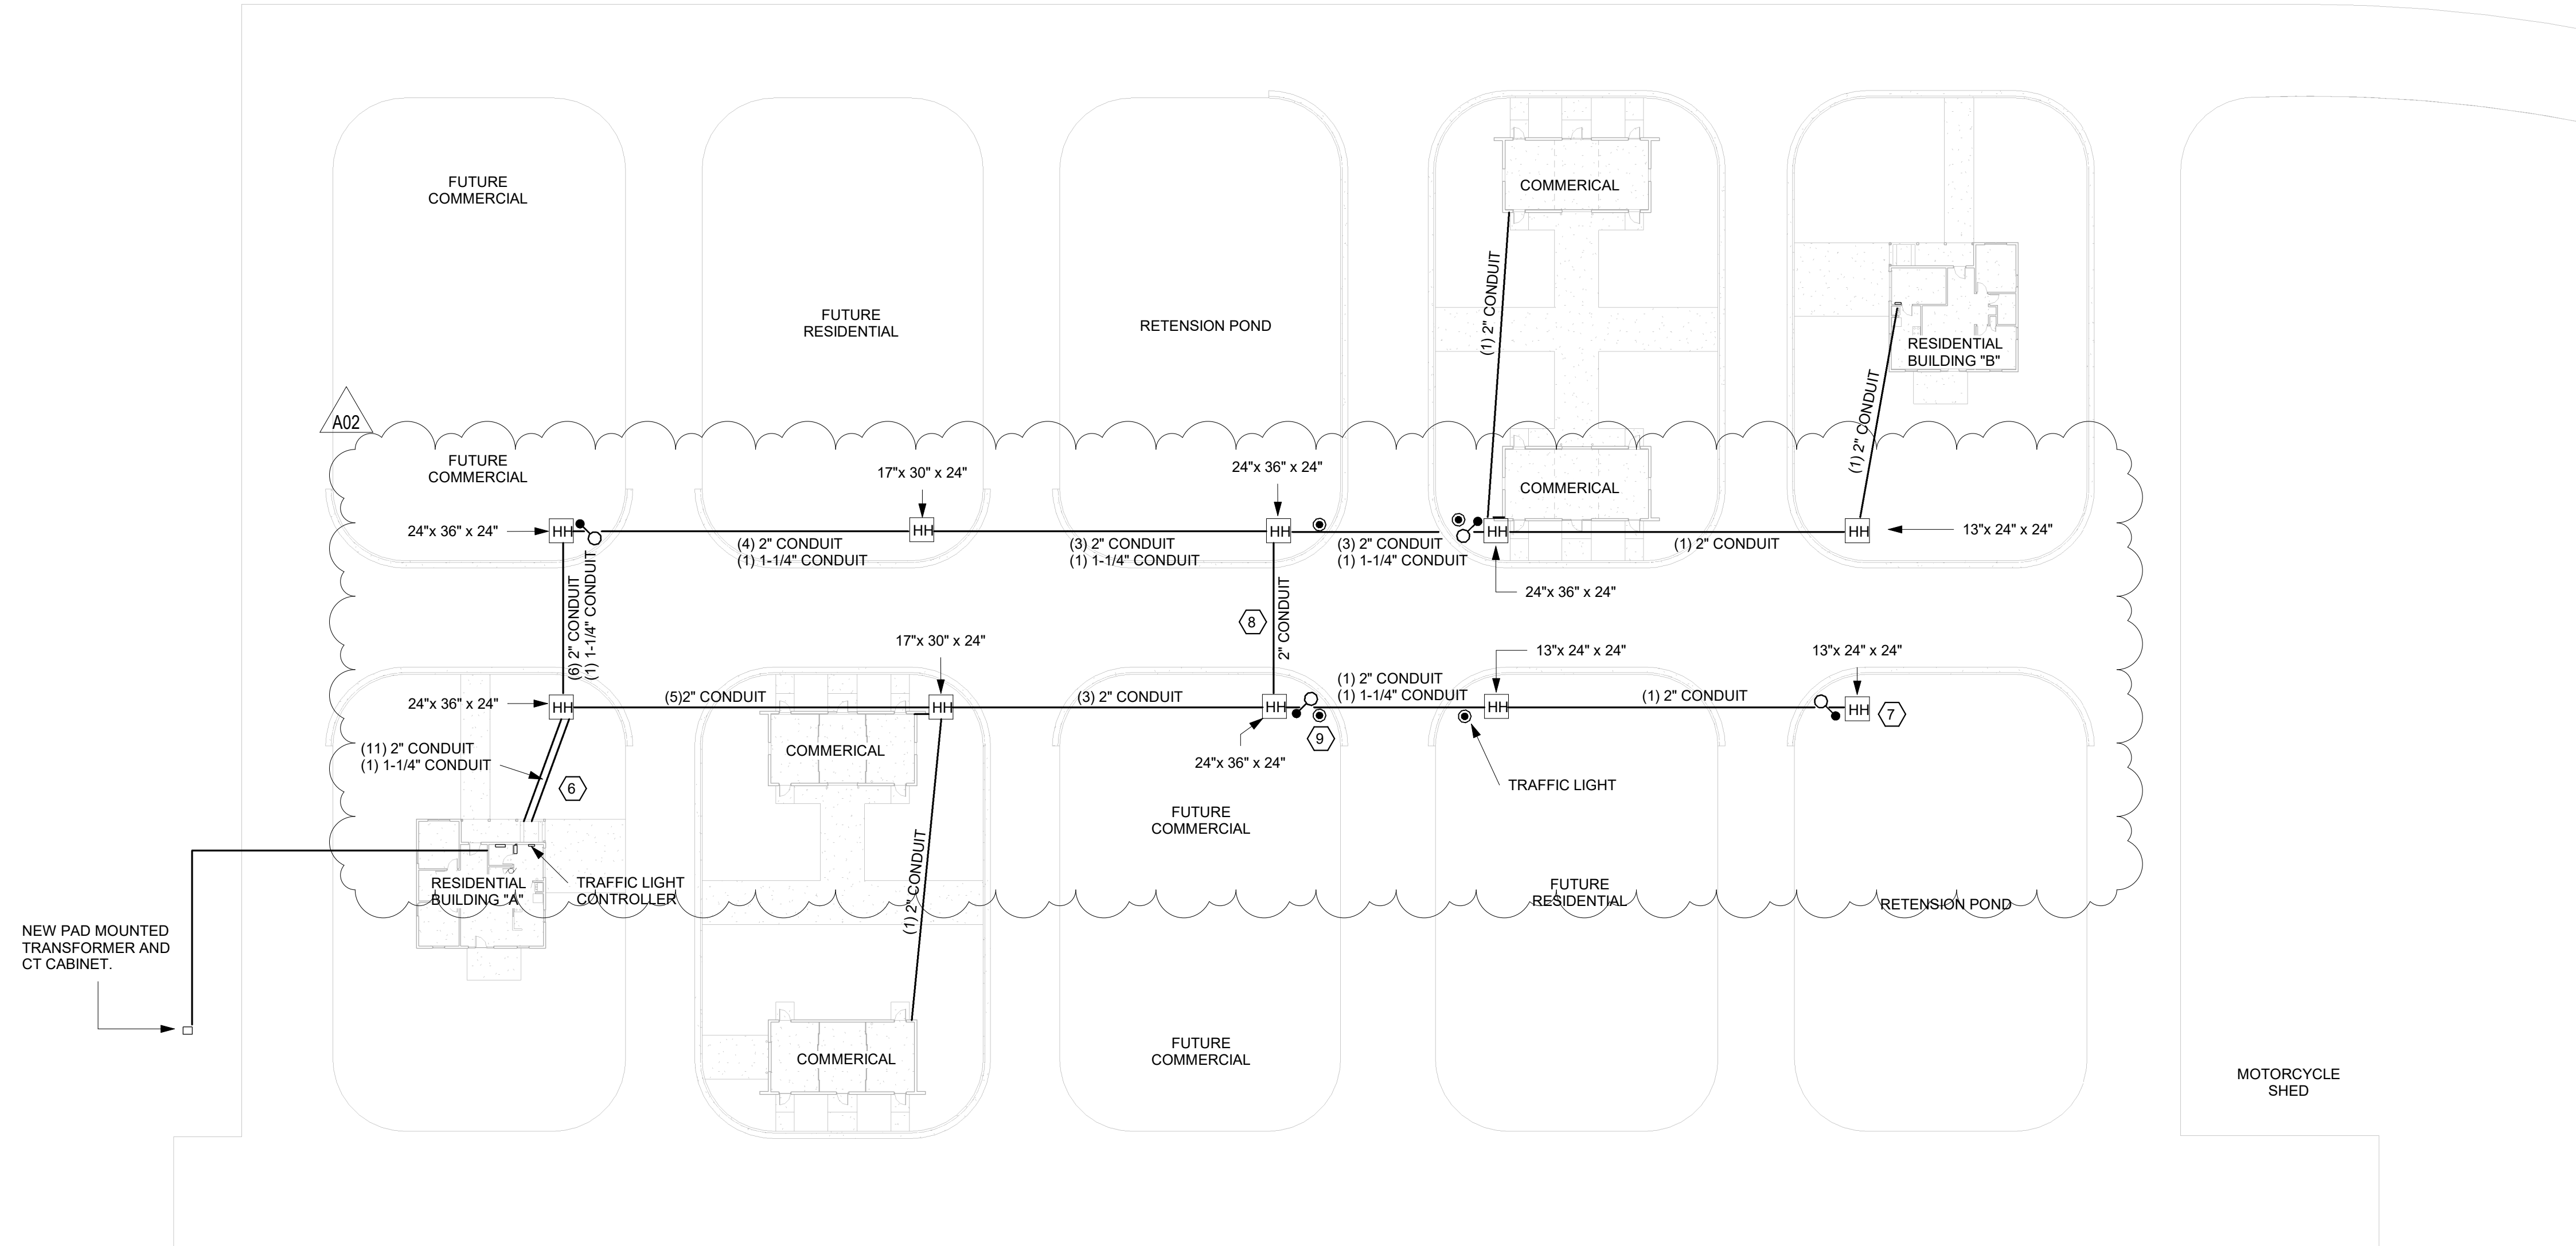 FUTURE
COMMERCIAL
FUTURE
RESIDENTIAL
RETENSION POND
COMMERICAL
(1) 2" CONDUIT
RESIDENTIAL
BUILDING "B"
(1) 2" CONDUIT
A02
FUTURE
COMMERCIAL
17"x 30" x 24"
24"x 36" x 24"
COMMERICAL
24"x 36" x 24"
HH
HH
HH
HH
HH
13"x 24" x 24"
(4) 2" CONDUIT
(1) 1-1/4" CONDUIT
(3) 2" CONDUIT
(1) 1-1/4" CONDUIT
(3) 2" CONDUIT
(1) 1-1/4" CONDUIT
(1) 2" CONDUIT
24"x 36" x 24"
(6) 2" CONDUIT
(1) 1-1/4" CONDUIT
8
2" CONDUIT
17"x 30" x 24"
13"x 24" x 24"
13"x 24" x 24"
24"x 36" x 24"
HH
(5)2" CONDUIT
HH
(3) 2" CONDUIT
HH
(1) 2" CONDUIT
(1) 1-1/4" CONDUIT
HH
(1) 2" CONDUIT
HH
7
9
(11) 2" CONDUIT
(1) 1-1/4" CONDUIT
6
COMMERICAL
24"x 36" x 24"
TRAFFIC LIGHT
FUTURE
COMMERCIAL
(1) 2" CONDUIT
RESIDENTIAL
BUILDING "A"
TRAFFIC LIGHT
CONTROLLER
FUTURE
RESIDENTIAL
RETENSION POND
NEW PAD MOUNTED
TRANSFORMER AND
CT CABINET.
COMMERICAL
FUTURE
COMMERCIAL
MOTORCYCLE
SHED